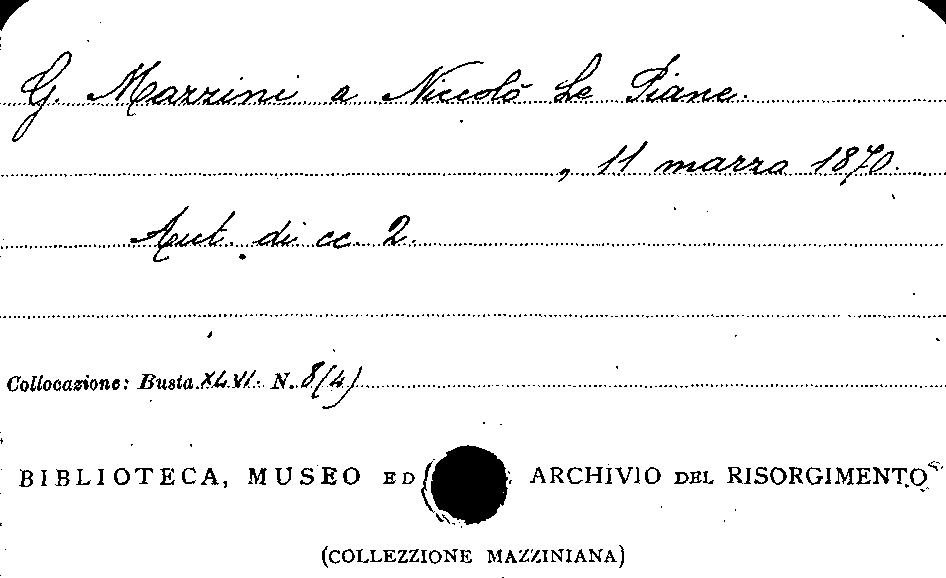 G. Mazzini a Niccolò Le Piane.
, 11 marzo 1870.
Aut. di cc. 2.
Collocazione: Busta XLVI. N. 8(4)
BIBLIOTECA, MUSEO ED ARCHIVIO DEL RISORGIMENTO
(COLLEZZIONE MAZZINIANA)